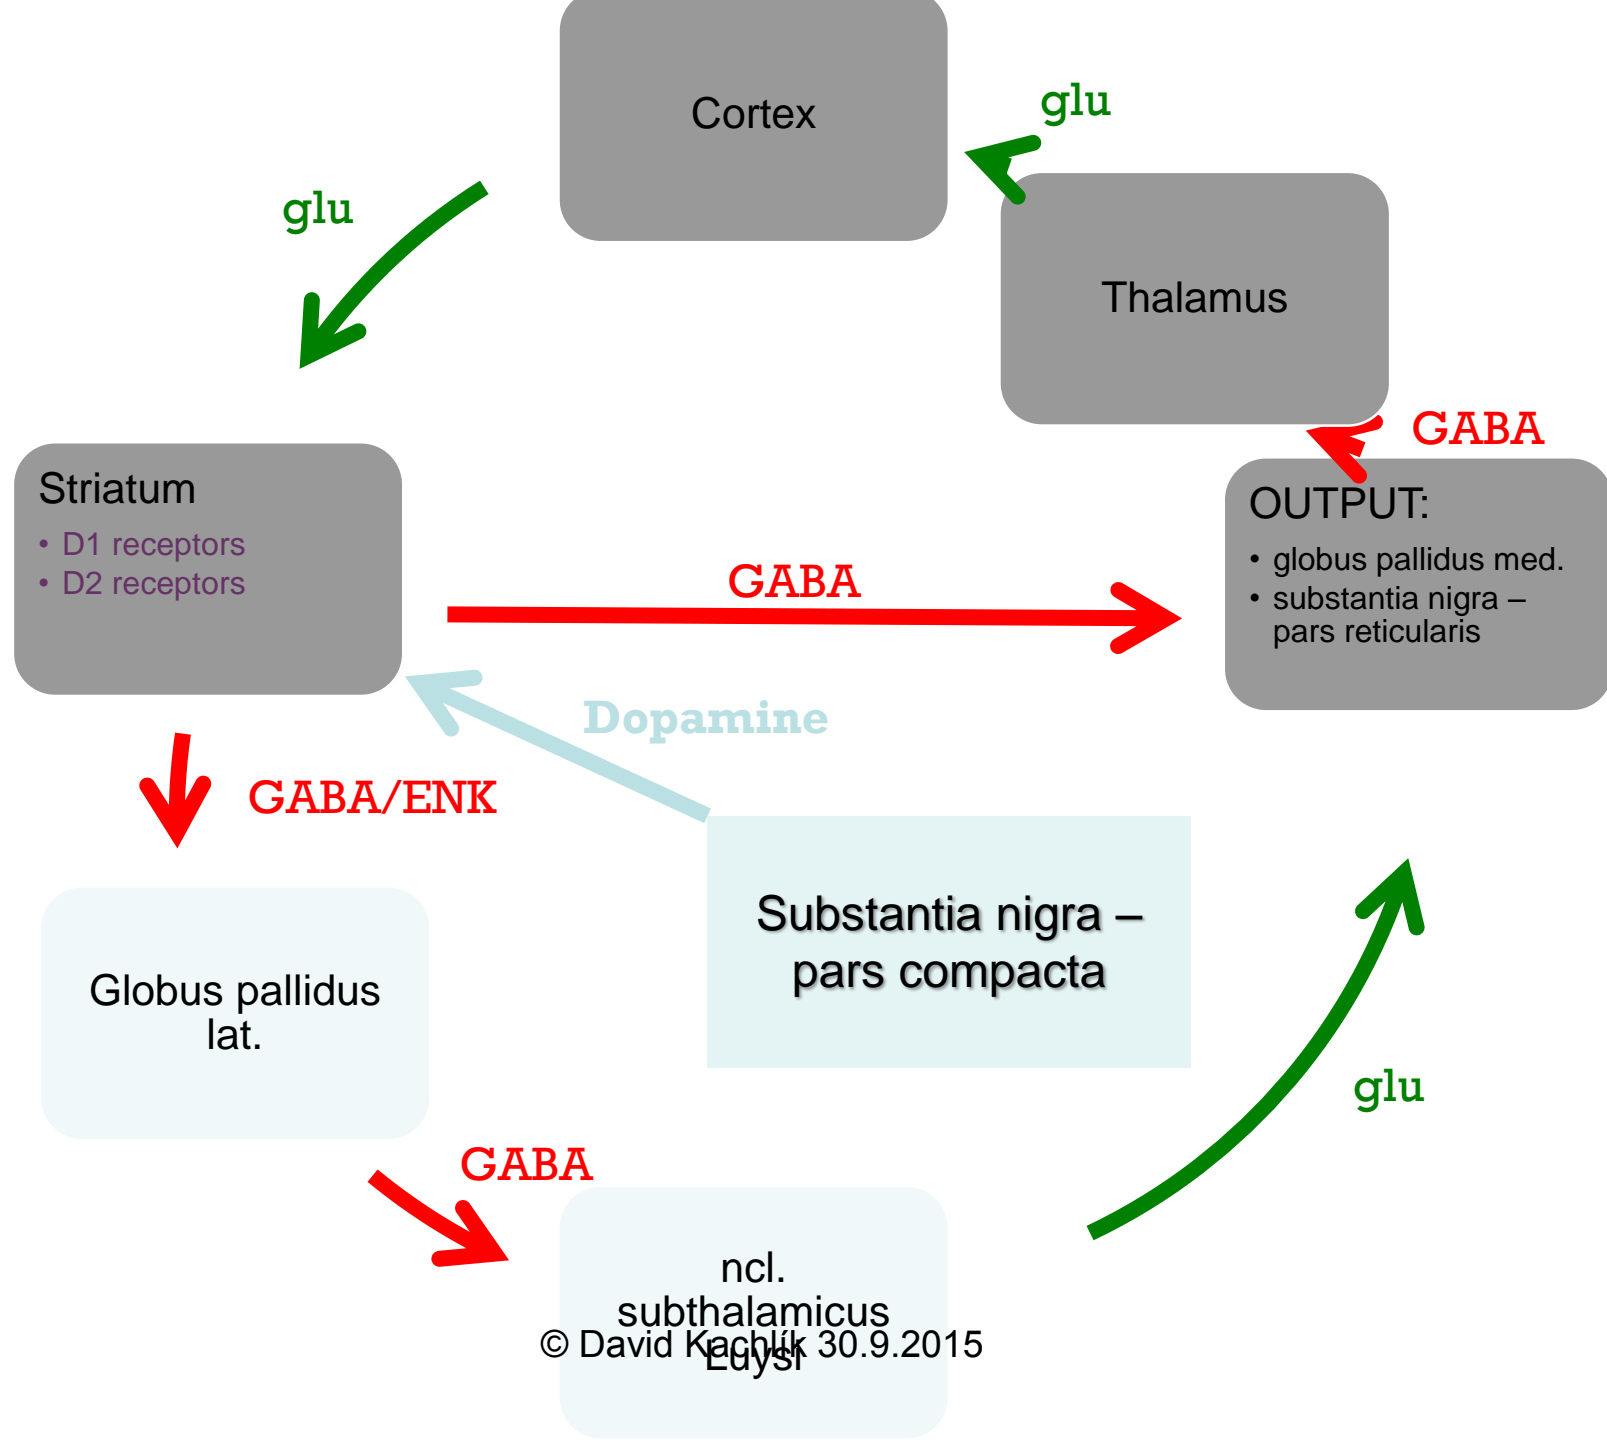 Cortex
glu
glu
Thalamus
GABA
Striatum
• D1 receptors
• D2 receptors
OUTPUT:
• globus pallidus med.
• substantia nigra –
pars reticularis
GABA
Dopamine
GABA/ENK
Substantia nigra –
pars compacta
Globus pallidus
lat.
glu
GABA
ncl.
subthalamicus
Luysi
© David Kachlík 30.9.2015